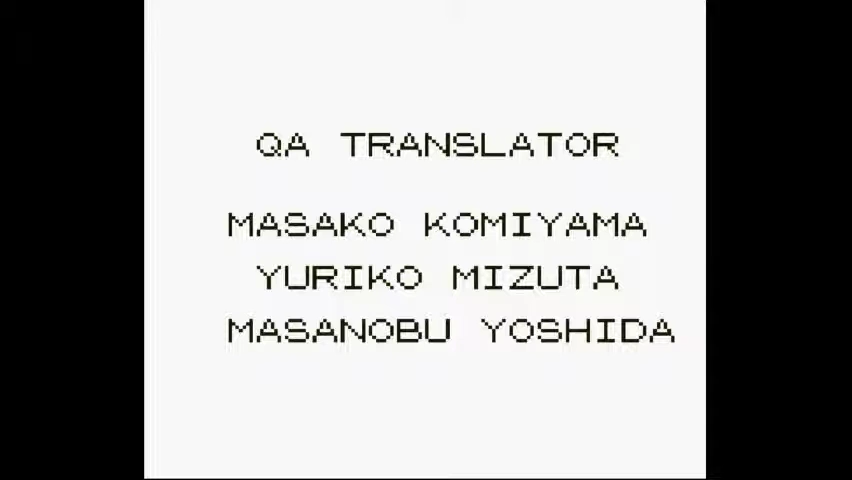 QA TRANSLATOR
MASAKO KOMIYAMA
YURIKO MIZUTA
MASANOBU YOSHIDA